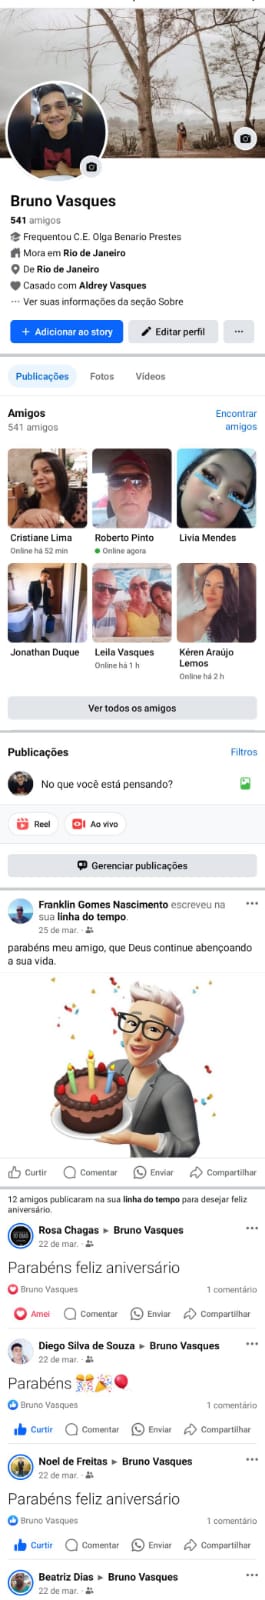 Bruno Vasques
541 amigos
Frequentou C.E. Olga Benario Prestes
Mora em Rio de Janeiro
De Rio de Janeiro
Casado com Aldrey Vasques
··· Ver suas informações da seção Sobre
+ Adicionar ao story
Editar perfil
···
Publicações
Fotos
Vídeos
Amigos
541 amigos
Encontrar
amigos
Cristiane Lima
Online há 52 min
Roberto Pinto
Online agora
Livia Mendes
Jonathan Duque
Leila Vasques
Online há 1 h
Kéren Araújo
Lemos
Online há 2 h
Ver todos os amigos
Publicações
Filtros
No que você está pensando?
Reel
Ao vivo
Gerenciar publicações
Franklin Gomes Nascimento escreveu na
sua linha do tempo.
25 de mar. ·
···
parabéns meu amigo, que Deus continue abençoando
a sua vida.
Curtir
Comentar
Enviar
Compartilhar
12 amigos publicaram na sua linha do tempo para desejar feliz
aniversário.
Rosa Chagas ▸ Bruno Vasques
22 de mar. ·
···
Parabéns feliz aniversário
Bruno Vasques
1 comentário
Amei
Comentar
Enviar
Compartilhar
Diego Silva de Souza ▸ Bruno Vasques
22 de mar. ·
···
Parabéns 🎊🎉🎈
Bruno Vasques
1 comentário
Curtir
Comentar
Enviar
Compartilhar
Noel de Freitas ▸ Bruno Vasques
22 de mar. ·
···
Parabéns feliz aniversário
Bruno Vasques
1 comentário
Curtir
Comentar
Enviar
Compartilhar
Beatriz Dias ▸ Bruno Vasques
22 de mar. ·
···